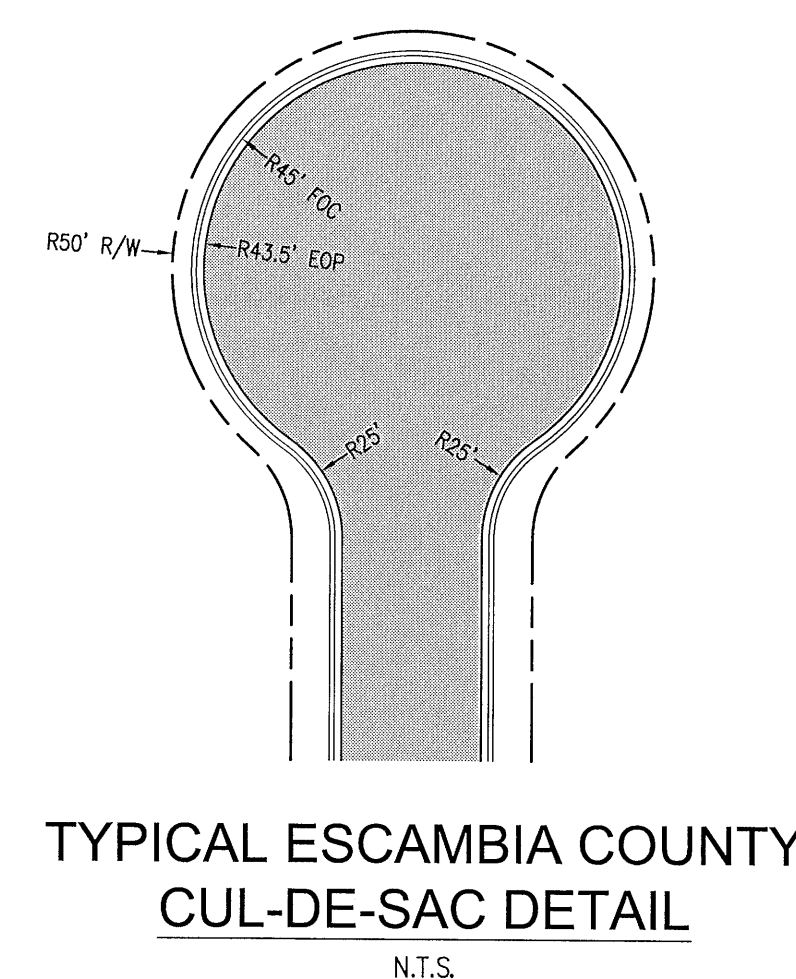 R45' FOC
R50' R/W
R43.5' EOP
R25'
R25'
TYPICAL ESCAMBIA COUNTY
CUL-DE-SAC DETAIL
N.T.S.